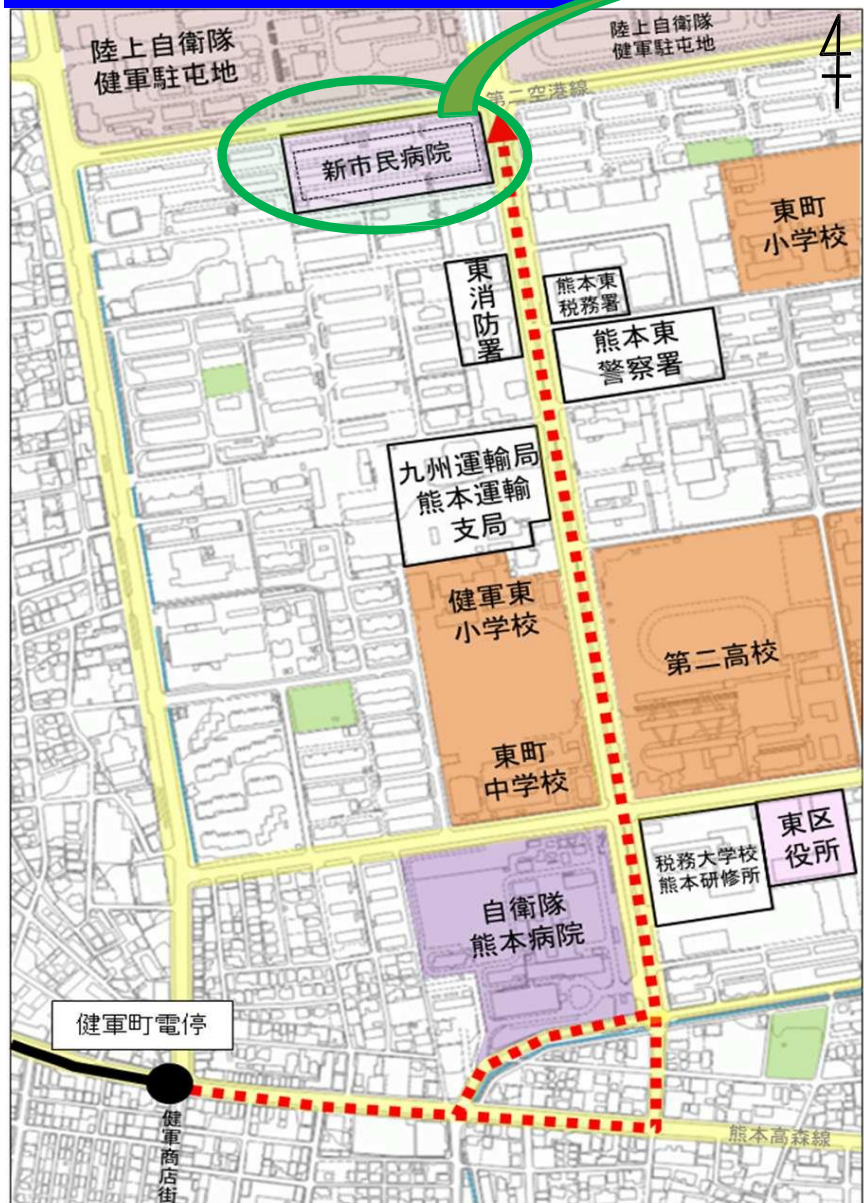 陸上自衛隊
健軍駐屯地
陸上自衛隊
健軍駐屯地
第二空港線
新市民病院
東町
小学校
東消防署
熊本東
税務署
熊本東
警察署
九州運輸局
熊本運輸
支局
健軍東
小学校
第二高校
東町
中学校
税務大学校
熊本研修所
東区
役所
自衛隊
熊本病院
健軍町電停
健軍商店街
熊本高森線